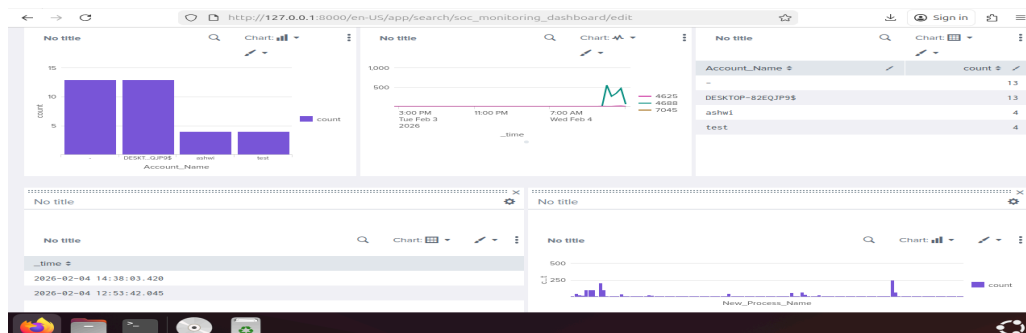 http://127.0.0.1:8000/en-US/app/search/soc_monitoring_dashboard/edit
Sign in
No title
Chart:
15
10
5
count
-
DESKT...QJP9$
ashwi
test
Account_Name
count
No title
Chart:
1,000
500
3:00 PM
Tue Feb 3
2026
11:00 PM
7:00 AM
Wed Feb 4
_time
4625
4688
7045
No title
Chart:
Account_Name
count
-
13
DESKTOP-82EQJP9$
13
ashwi
4
test
4
No title
No title
Chart:
_time
2026-02-04 14:38:03.420
2026-02-04 12:53:42.045
No title
No title
Chart:
500
250
New_Process_Name
count